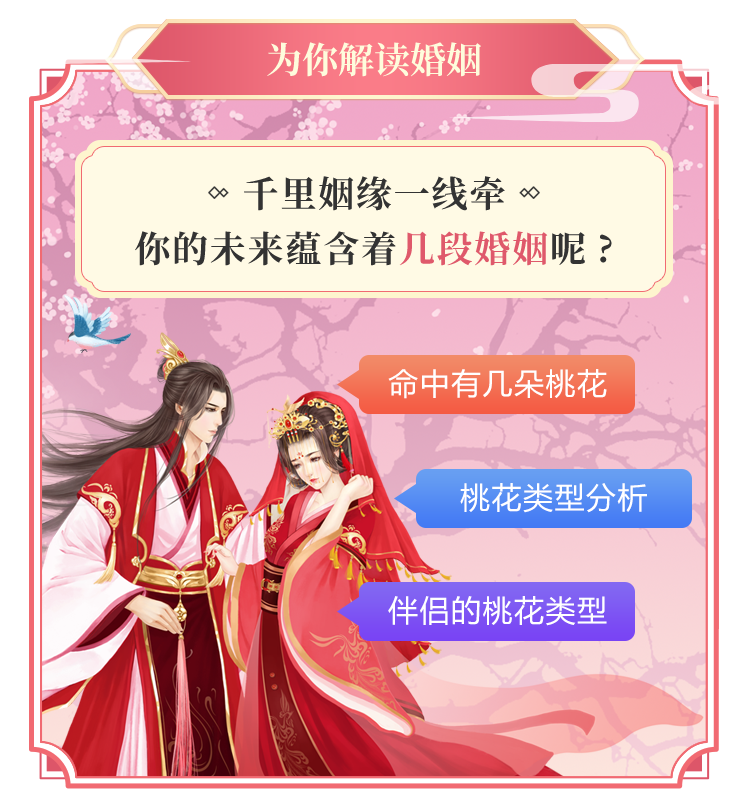 为你解读婚姻
千里姻缘一线牵
你的未来蕴含着几段婚姻呢？
命中有几朵桃花
桃花类型分析
伴侣的桃花类型